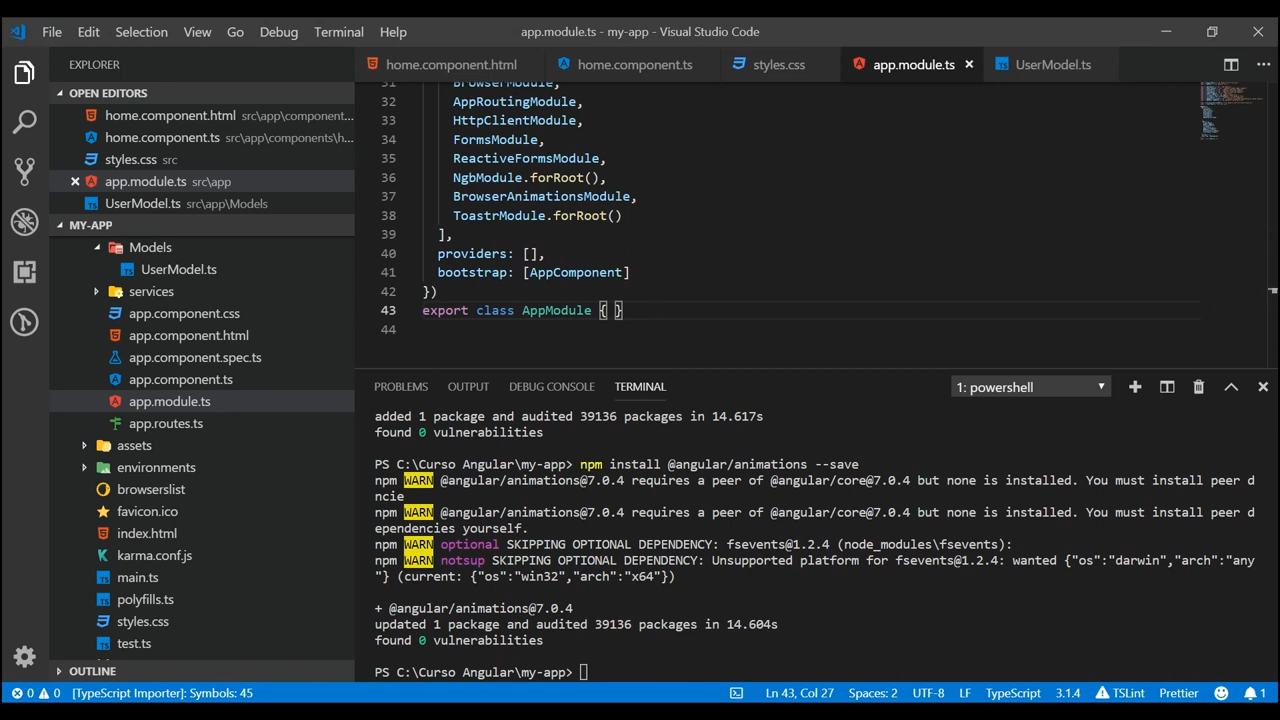 File Edit Selection View Go Debug Terminal Help
app.module.ts - my-app - Visual Studio Code
EXPLORER
OPEN EDITORS
home.component.html src\app\component...
home.component.ts src\app\components\h...
styles.css src
app.module.ts src\app
UserModel.ts src\app\Models
MY-APP
Models
UserModel.ts
services
app.component.css
app.component.html
app.component.spec.ts
app.component.ts
app.module.ts
app.routes.ts
assets
environments
browserslist
favicon.ico
index.html
karma.conf.js
main.ts
polyfills.ts
styles.css
test.ts
OUTLINE
home.component.html home.component.ts styles.css app.module.ts UserModel.ts
31 BrowserModule,
32 AppRoutingModule,
33 HttpClientModule,
34 FormsModule,
35 ReactiveFormsModule,
36 NgbModule.forRoot(),
37 BrowserAnimationsModule,
38 ToastrModule.forRoot()
39 ],
40 providers: [],
41 bootstrap: [AppComponent]
42 })
43 export class AppModule { }
44
PROBLEMS OUTPUT DEBUG CONSOLE TERMINAL 1: powershell
added 1 package and audited 39136 packages in 14.617s
found 0 vulnerabilities
PS C:\Curso Angular\my-app> npm install @angular/animations --save
npm WARN @angular/animations@7.0.4 requires a peer of @angular/core@7.0.4 but none is installed. You must install peer d
ncie
npm WARN @angular/animations@7.0.4 requires a peer of @angular/core@7.0.4 but none is installed. You must install peer d
ependencies yourself.
npm WARN optional SKIPPING OPTIONAL DEPENDENCY: fsevents@1.2.4 (node_modules\fsevents):
npm WARN notsup SKIPPING OPTIONAL DEPENDENCY: Unsupported platform for fsevents@1.2.4: wanted {"os":"darwin","arch":"any
"} (current: {"os":"win32","arch":"x64"})
+ @angular/animations@7.0.4
updated 1 package and audited 39136 packages in 14.604s
found 0 vulnerabilities
PS C:\Curso Angular\my-app>
0 0 [TypeScript Importer]: Symbols: 45 Ln 43, Col 27 Spaces: 2 UTF-8 LF TypeScript 3.1.4 TSLint Prettier 1